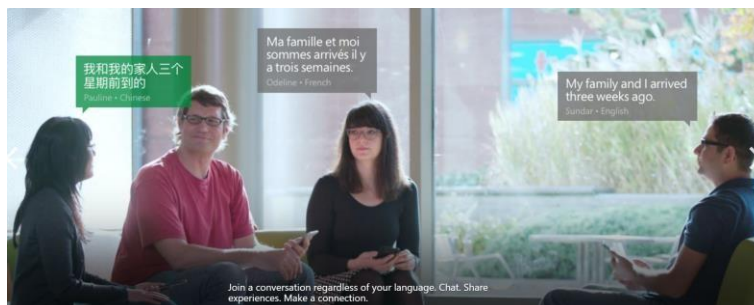 我和我的家人三个
星期前到的
Pauline • Chinese
Ma famille et moi
sommes arrivés il y
a trois semaines.
Odeline • French
My family and I arrived
three weeks ago.
Sundar • English
Join a conversation regardless of your language. Chat. Share
experiences. Make a connection.